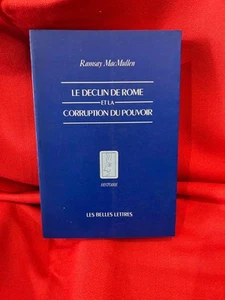 Ramsay MacMullen
LE DECLIN DE ROME
ET LA
CORRUPTION DU POUVOIR
HISTOIRE
LES BELLES LETTRES